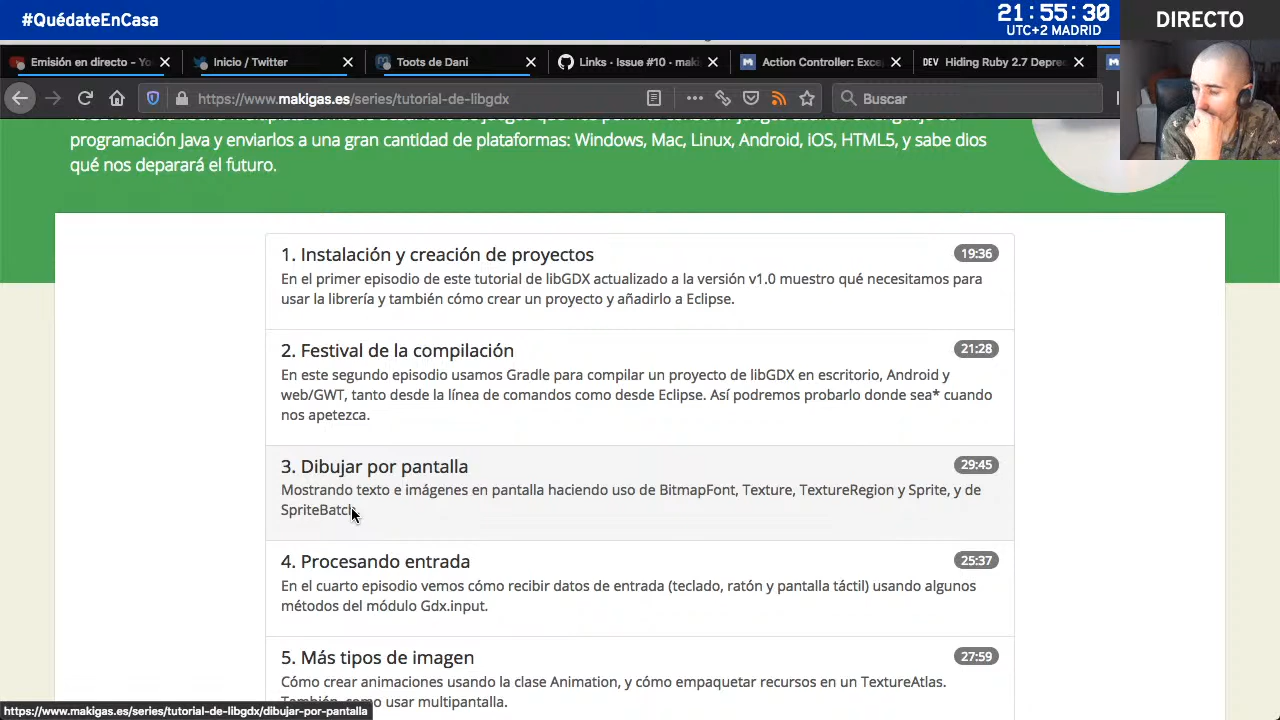 #QuédateEnCasa
21:55:30
UTC+2 MADRID
DIRECTO
Emisión en directo - Yo
Inicio / Twitter
Toots de Dani
Links · Issue #10 · maki
Action Controller: Exce
DEV Hiding Ruby 2.7 Depre
https://www.makigas.es/series/tutorial-de-libgdx
Buscar
programación Java y enviarlos a una gran cantidad de plataformas: Windows, Mac, Linux, Android, iOS, HTML5, y sabe dios
qué nos deparará el futuro.
1. Instalación y creación de proyectos
19:36
En el primer episodio de este tutorial de libGDX actualizado a la versión v1.0 muestro qué necesitamos para
usar la librería y también cómo crear un proyecto y añadirlo a Eclipse.
2. Festival de la compilación
21:28
En este segundo episodio usamos Gradle para compilar un proyecto de libGDX en escritorio, Android y
web/GWT, tanto desde la línea de comandos como desde Eclipse. Así podremos probarlo donde sea* cuando
nos apetezca.
3. Dibujar por pantalla
29:45
Mostrando texto e imágenes en pantalla haciendo uso de BitmapFont, Texture, TextureRegion y Sprite, y de
SpriteBatch.
4. Procesando entrada
25:37
En el cuarto episodio vemos cómo recibir datos de entrada (teclado, ratón y pantalla táctil) usando algunos
métodos del módulo Gdx.input.
5. Más tipos de imagen
27:59
Cómo crear animaciones usando la clase Animation, y cómo empaquetar recursos en un TextureAtlas.
También, como usar multipantalla.
https://www.makigas.es/series/tutorial-de-libgdx/dibujar-por-pantalla